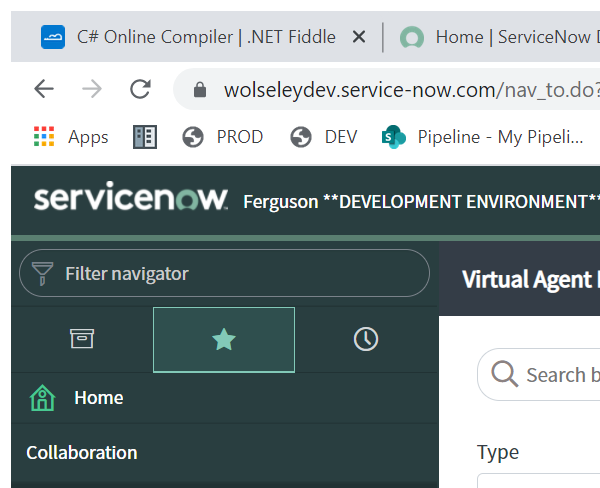 C# Online Compiler | .NET Fiddle
Home | ServiceNow
wolseleydev.service-now.com/nav_to.do?
Apps PROD DEV Pipeline - My Pipeli...
servicenow Ferguson **DEVELOPMENT ENVIRONMENT**
Filter navigator
Virtual Agent
Search b
Home
Collaboration
Type